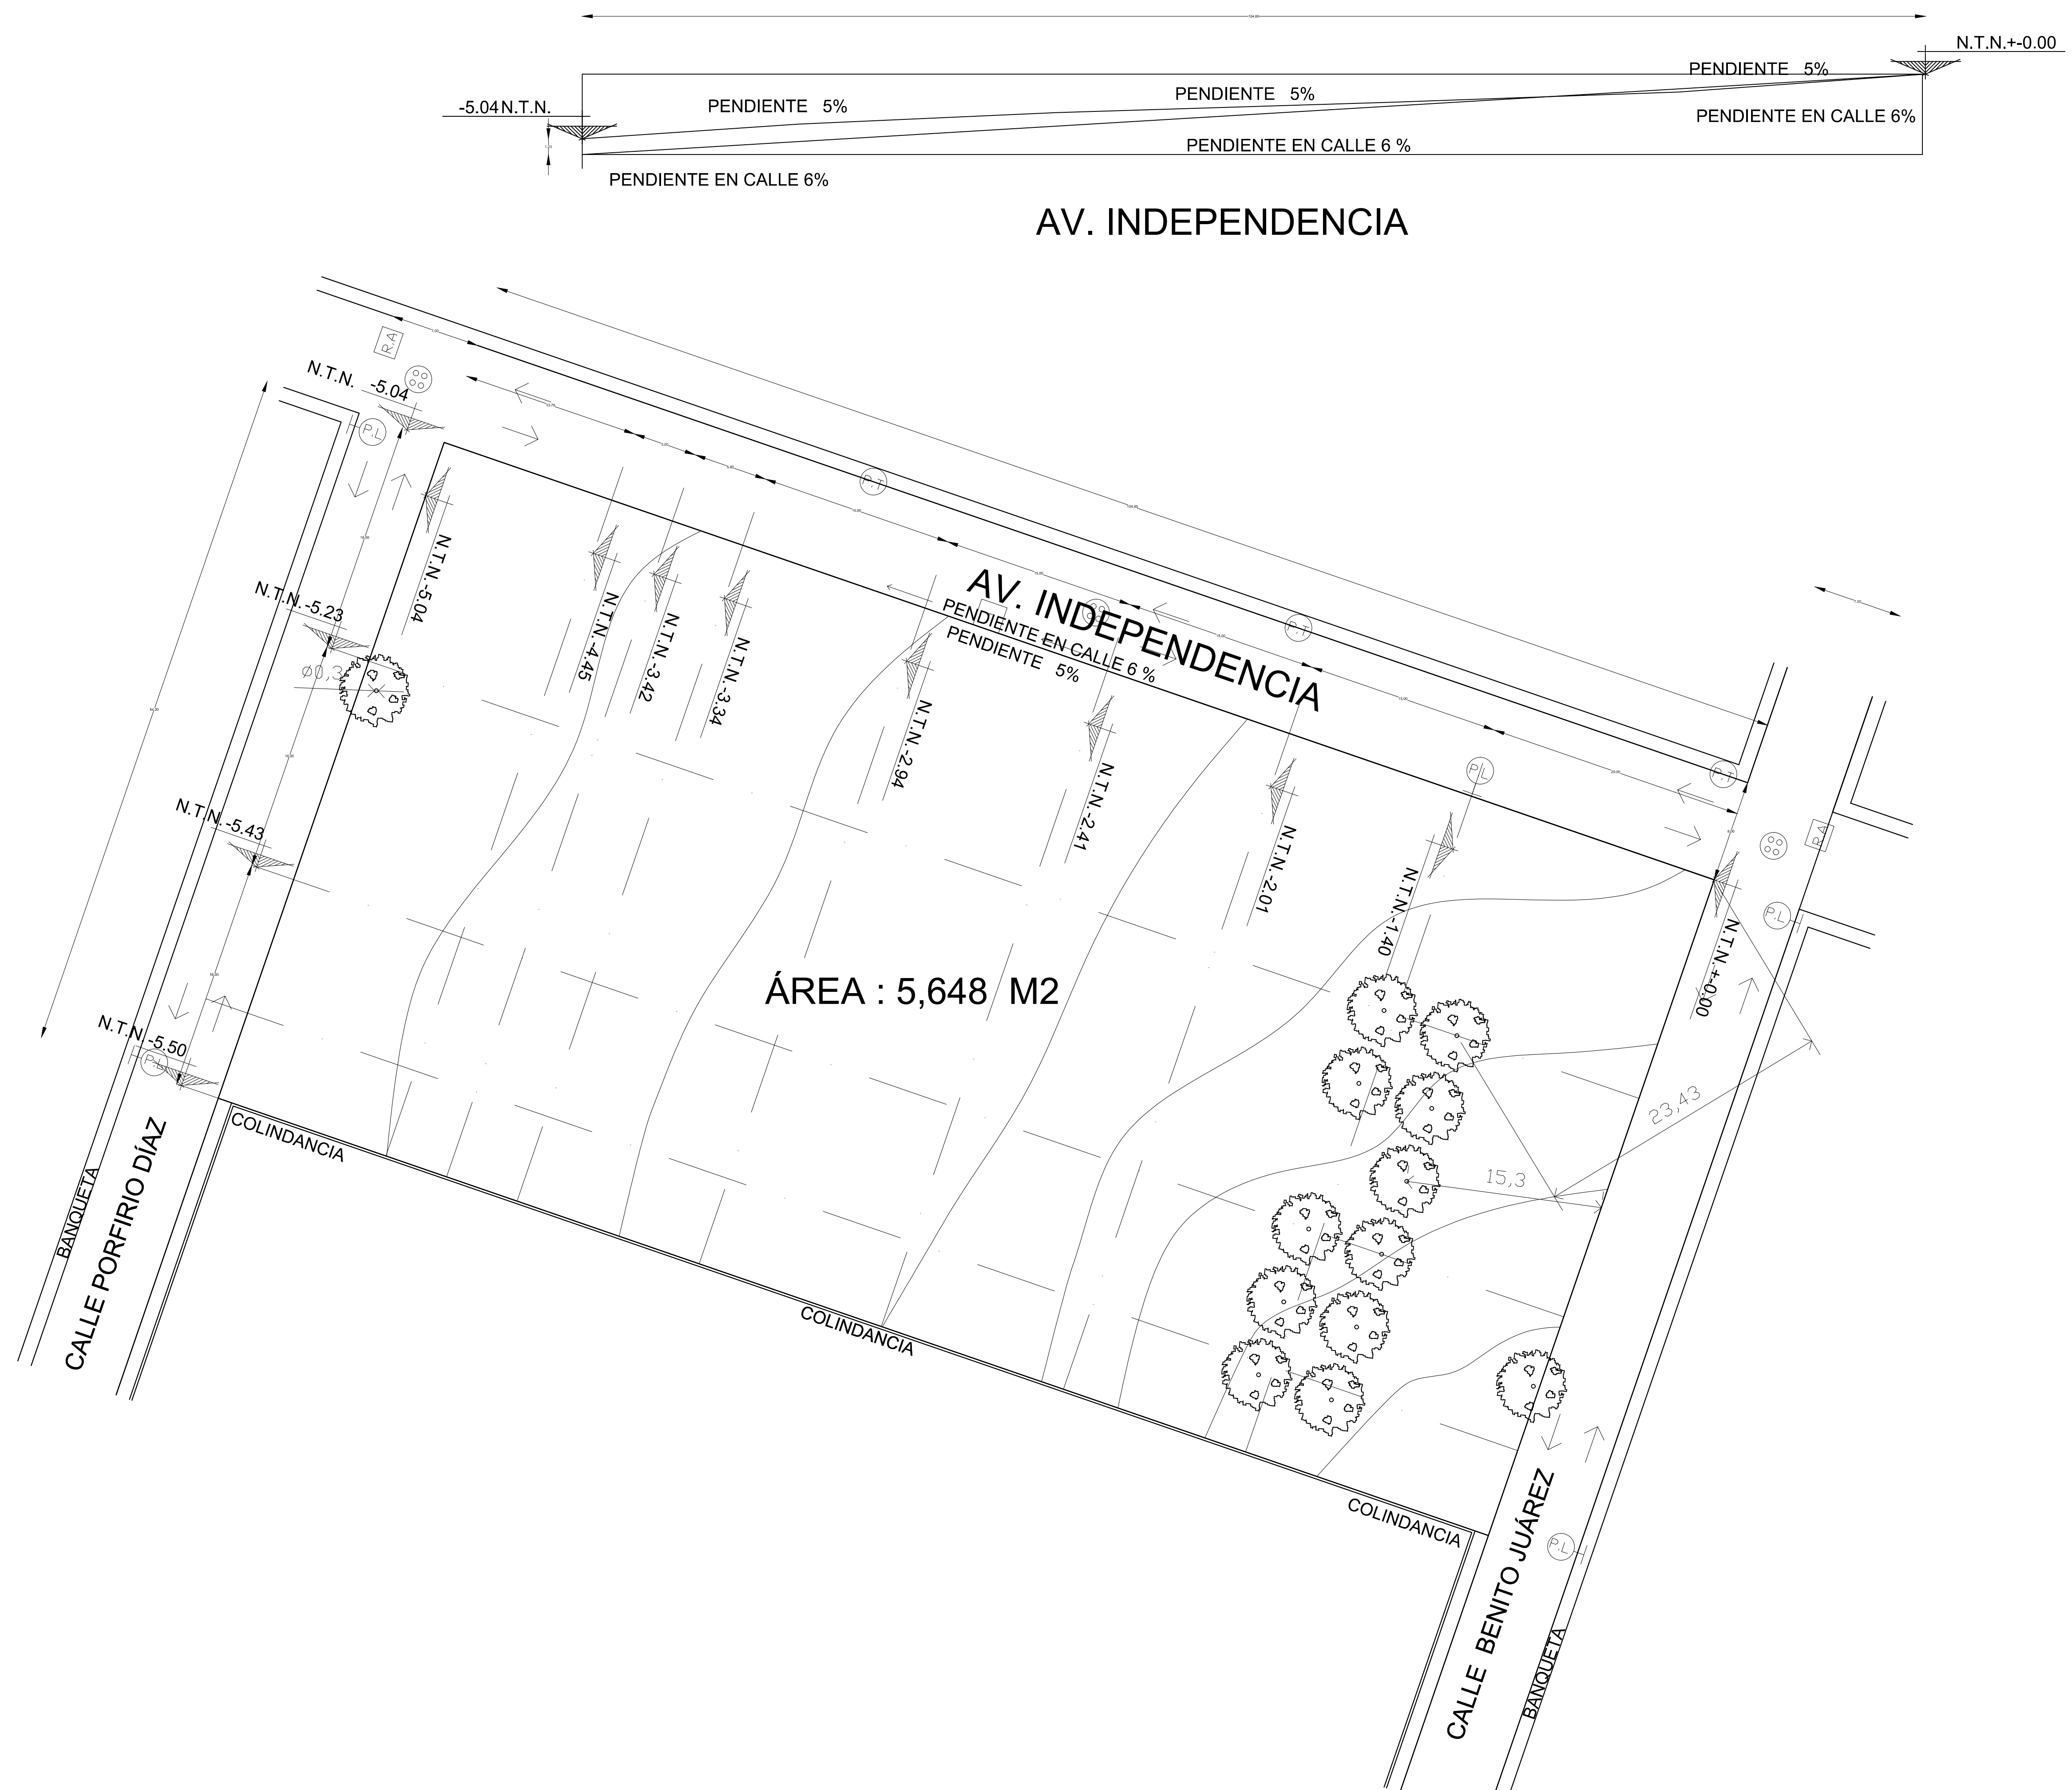 N.T.N.+-0.00
PENDIENTE 5%
PENDIENTE 5%
-5.04 N.T.N.
PENDIENTE 5%
PENDIENTE EN CALLE 6%
PENDIENTE EN CALLE 6 %
PENDIENTE EN CALLE 6%
AV. INDEPENDENCIA
R.A
N.T.N. -5.04
P.L
P.T
N.T.N.-5.04
N.T.N.-5.23
Ø0,3
N.T.N.-4.45
N.T.N.-3.42
N.T.N.-3.34
AV. INDEPENDENCIA
PENDIENTE EN CALLE 6 %
PENDIENTE 5%
P.T
N.T.N.-2.94
N.T.N.-2.41
N.T.N.-2.01
P.L
P.T
R.A
N.T.N. -5.43
N.T.N.-1.40
P.L
N.T.N.+-0.00
ÁREA : 5,648 M2
N.T.N.-5.50
P.L
23,43
15,3
COLINDANCIA
CALLE PORFIRIO DÍAZ
BANQUETA
COLINDANCIA
COLINDANCIA
P.L
CALLE BENITO JUÁREZ
BANQUETA